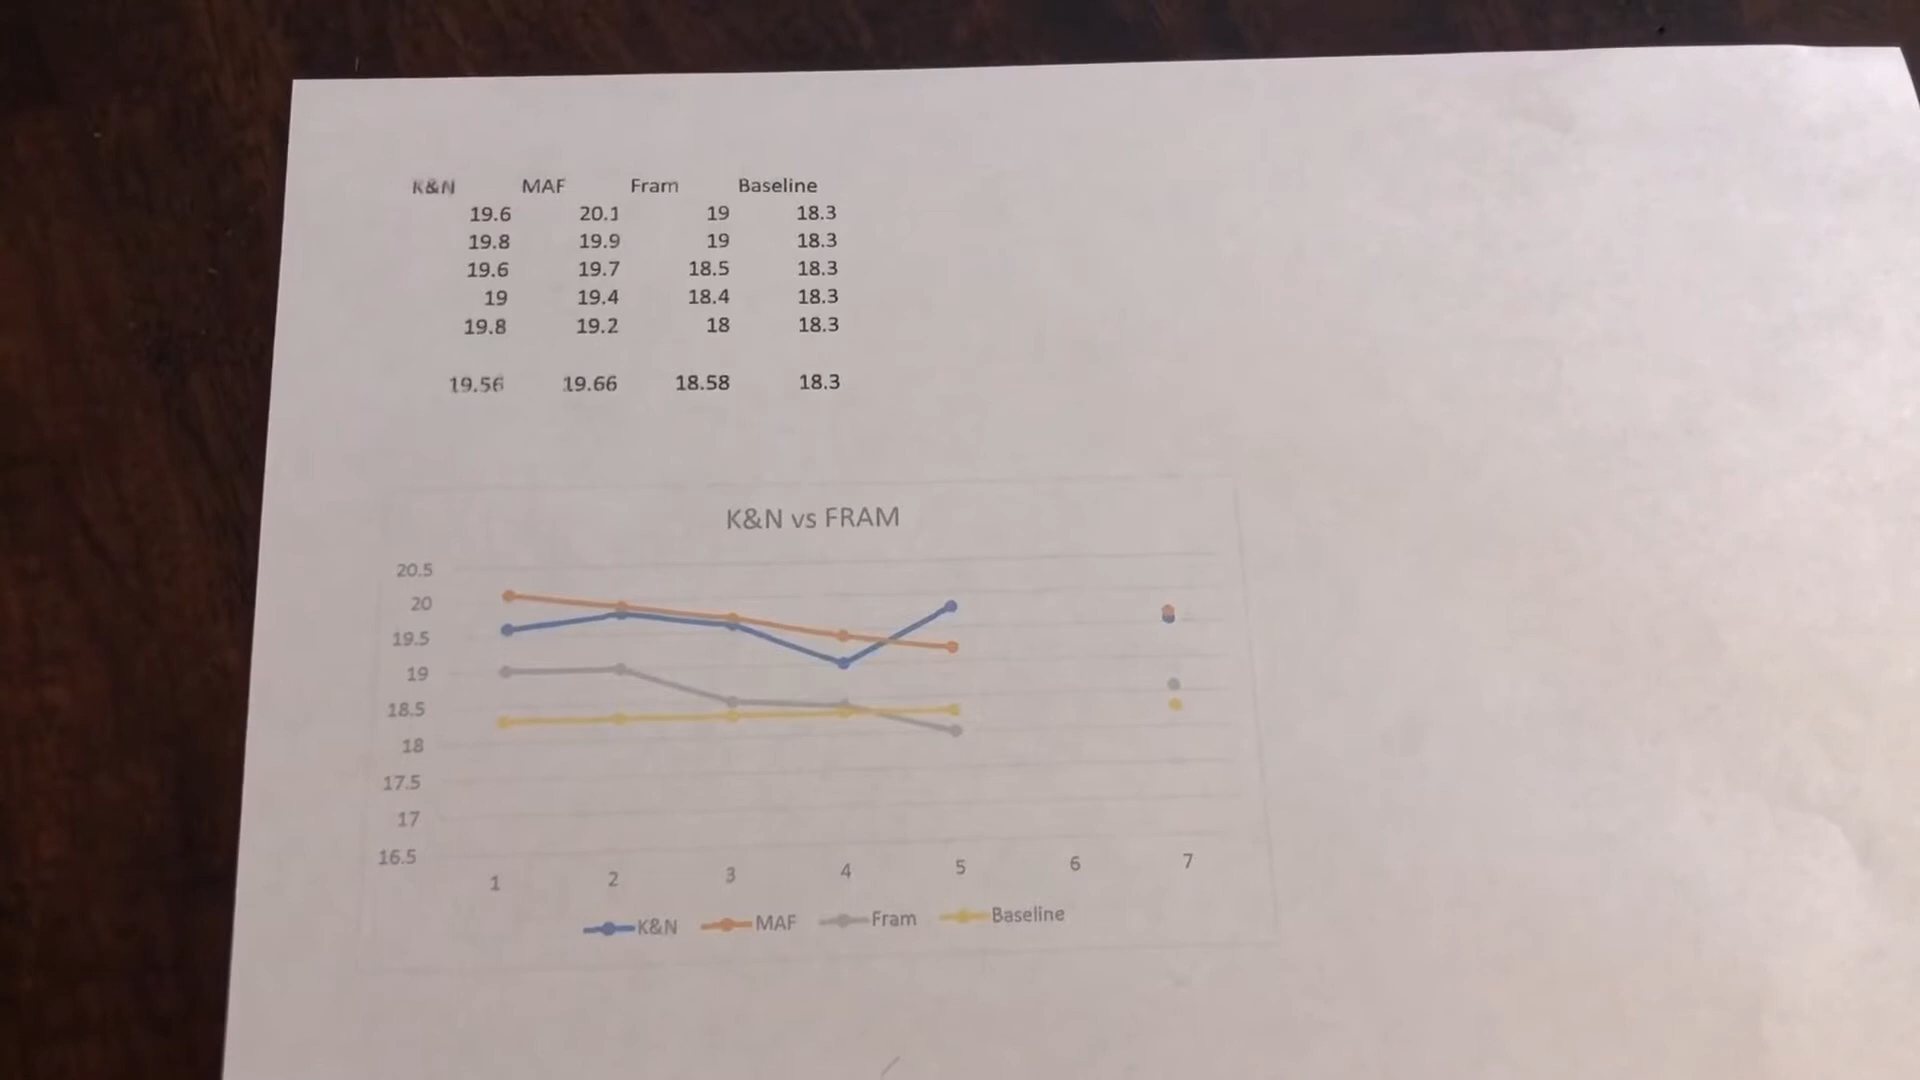 K&N MAF Fram Baseline
19.6 20.1 19 18.3
19.8 19.9 19 18.3
19.6 19.7 18.5 18.3
19 19.4 18.4 18.3
19.8 19.2 18 18.3
19.56 19.66 18.58 18.3
K&N vs FRAM
20.5
20
19.5
19
18.5
18
17.5
17
16.5
1 2 3 4 5 6 7
K&N MAF Fram Baseline